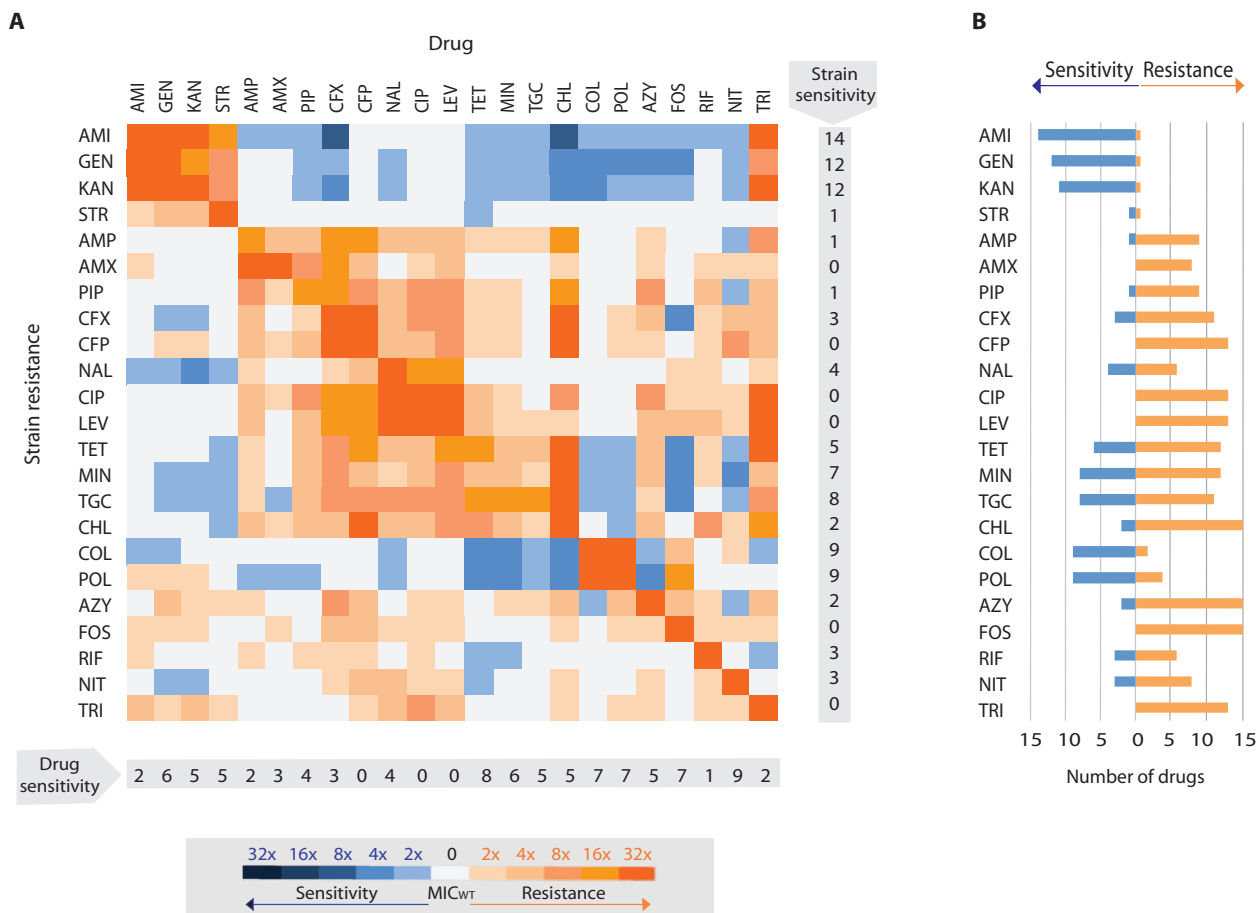 A
B
Drug
Strain
sensitivity
Sensitivity Resistance
AMI GEN KAN STR AMP AMX PIP CFX CFP NAL CIP LEV TET MIN TGC CHL COL POL AZY FOS RIF NIT TRI
Strain resistance
AMI 14
GEN 12
KAN 12
STR 1
AMP 1
AMX 0
PIP 1
CFX 3
CFP 0
NAL 4
CIP 0
LEV 0
TET 5
MIN 7
TGC 8
CHL 2
COL 9
POL 9
AZY 2
FOS 0
RIF 3
NIT 3
TRI 0
Drug
sensitivity
2 6 5 5 2 3 4 3 0 4 0 0 8 6 5 5 7 7 5 7 1 9 2
32x 16x 8x 4x 2x 0 2x 4x 8x 16x 32x
Sensitivity MICWT Resistance
AMI
GEN
KAN
STR
AMP
AMX
PIP
CFX
CFP
NAL
CIP
LEV
TET
MIN
TGC
CHL
COL
POL
AZY
FOS
RIF
NIT
TRI
15 10 5 0 5 10 15
Number of drugs